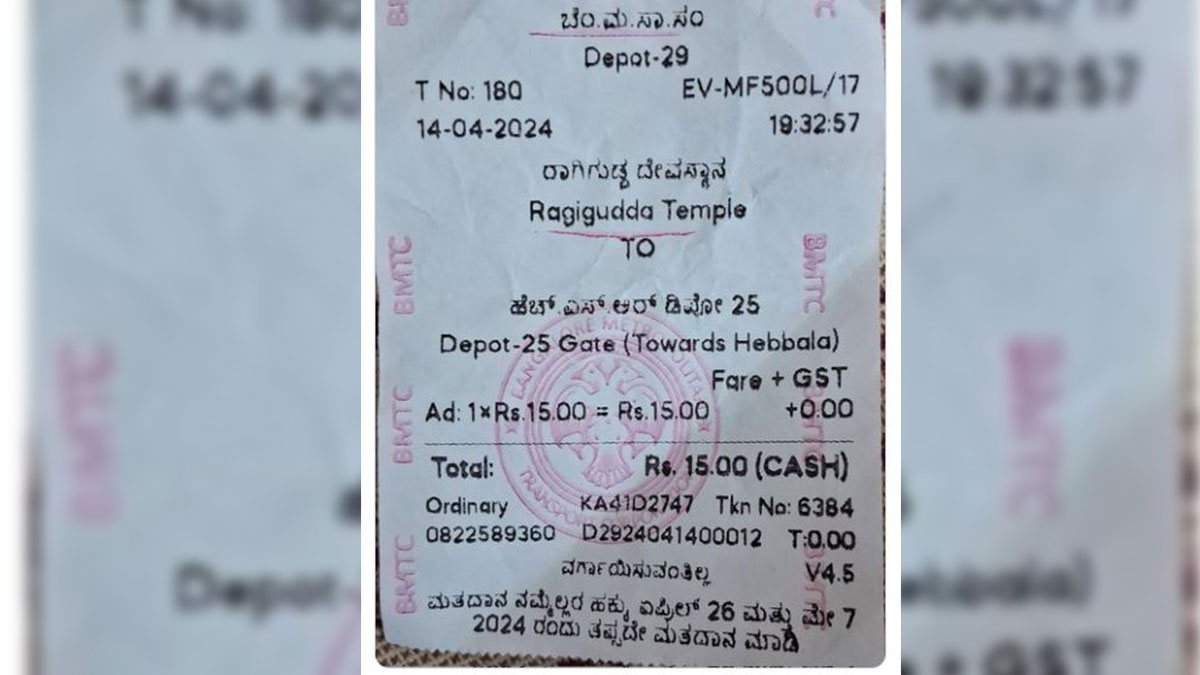 ಬೆಂ.ಮ.ಸಾ.ಸಂ
Depot-29
T No: 180 EV-MF500L/17
14-04-2024 19:32:57
ರಾಗಿಗುಡ್ಡ ದೇವಸ್ಥಾನ
Ragigudda Temple
TO
ಹೆಚ್.ಎಸ್.ಆರ್ ಡಿಪೋ 25
Depot-25 Gate (Towards Hebbala)
Fare + GST
Ad: 1×Rs.15.00 = Rs.15.00 +0.00
Total: Rs. 15.00 (CASH)
Ordinary KA41D2747 Tkn No: 6384
0822589360 D2924041400012 T:0.00
ವರ್ಗಾಯಿಸುವಂತಿಲ್ಲ V4.5
ಮತದಾನ ನಮ್ಮೆಲ್ಲರ ಹಕ್ಕು ಏಪ್ರಿಲ್ 26 ಮತ್ತು ಮೇ 7
2024 ರಂದು ತಪ್ಪದೇ ಮತದಾನ ಮಾಡಿ
BMTC
BMTC
BMTC
BMTC